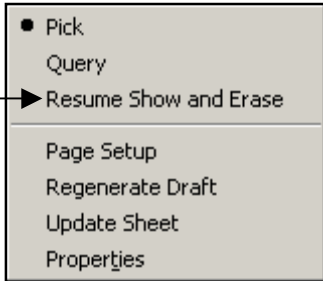 Pick
Query
Resume Show and Erase
Page Setup
Regenerate Draft
Update Sheet
Properties